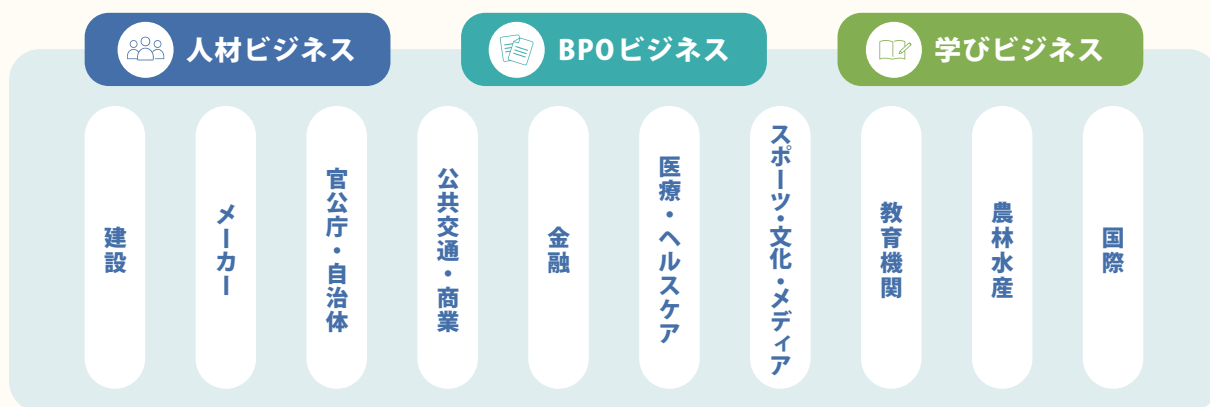 人材ビジネス
BPOビジネス
学びビジネス
建設
メーカー
官公庁・自治体
公共交通・商業
金融
医療・ヘルスケア
スポーツ・文化・メディア
教育機関
農林水産
国際